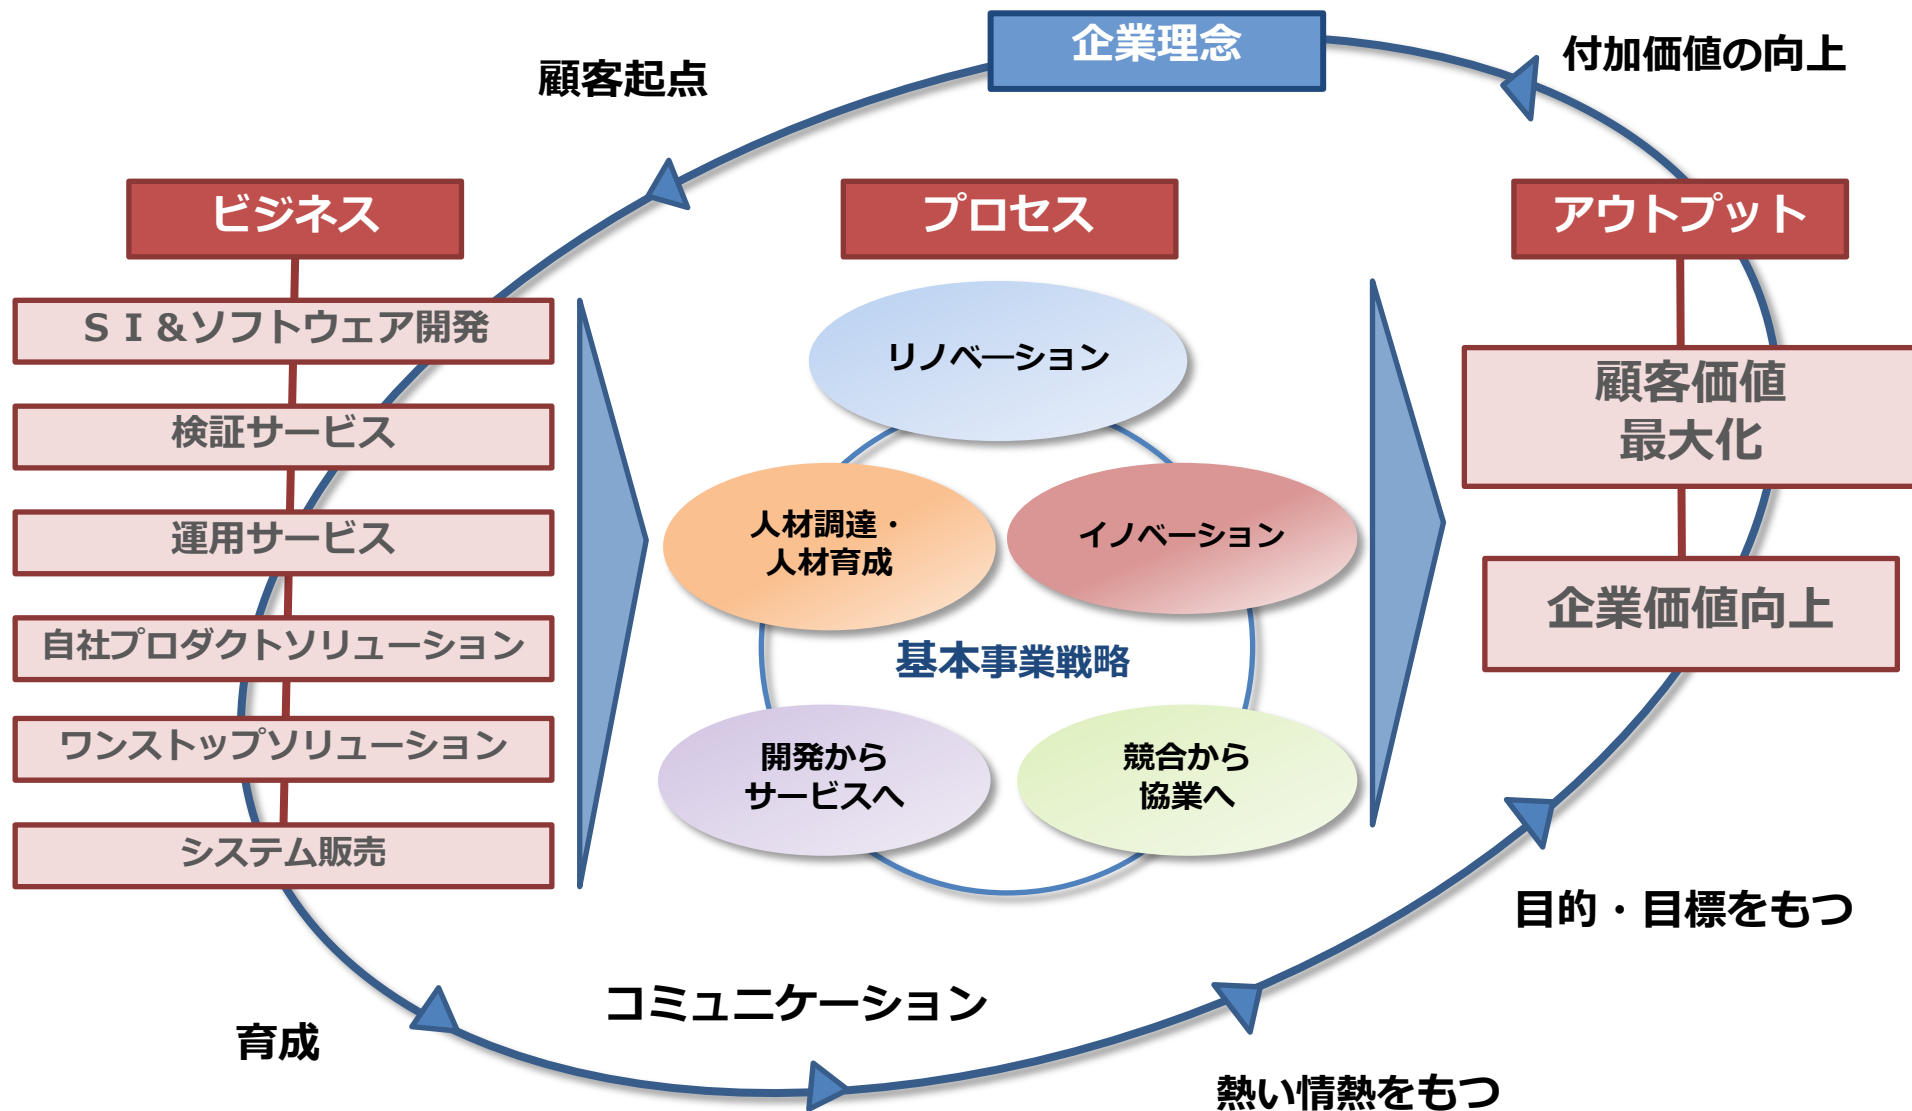 企業理念
顧客起点
付加価値の向上
ビジネス
SI&ソフトウェア開発
検証サービス
運用サービス
自社プロダクトソリューション
ワンストップソリューション
システム販売
プロセス
リノベーション
人材調達・
人材育成
イノベーション
基本事業戦略
開発から
サービスへ
競合から
協業へ
アウトプット
顧客価値
最大化
企業価値向上
目的・目標をもつ
コミュニケーション
育成
熱い情熱をもつ